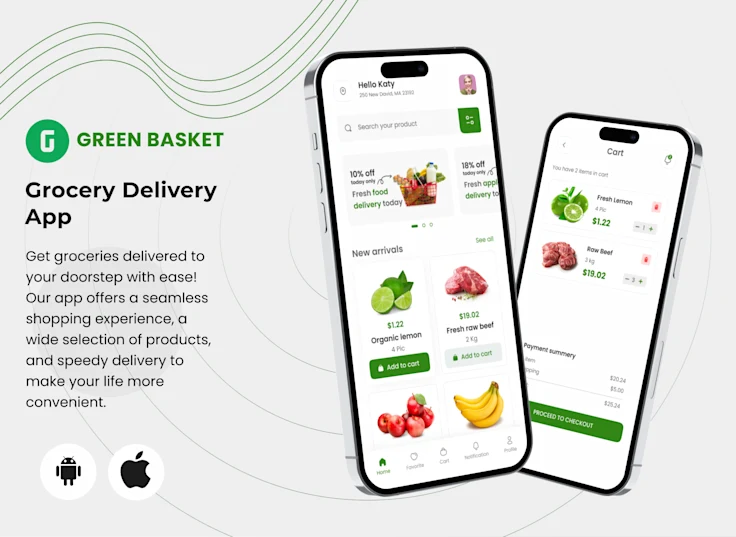 GREEN BASKET
Grocery Delivery
App
Get groceries delivered to
your doorstep with ease!
Our app offers a seamless
shopping experience, a
wide selection of products,
and speedy delivery to
make your life more
convenient.
Hello Katy
250 New David, MA 22192
Search your product
10% off
today only
Fresh food
delivery today
18% off
today only
Fresh appl
delivery
New arrivals
See all
$1.22
Organic lemon
4 Pic
Add to cart
$19.02
Fresh raw beef
2 Kg
Add to cart
Home
Favorite
Cart
Notification
Profile
Cart
You have 2 items in cart
Fresh Lemon
4 Pic
$1.22
1
Raw Beef
2 kg
$19.02
3
Payment summery
$20.24
$5.00
$25.24
PROCEED TO CHECKOUT